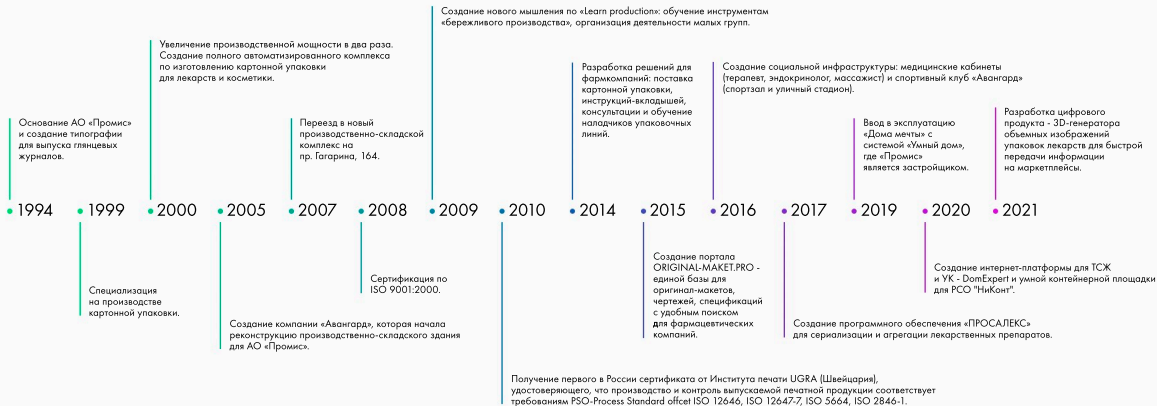 Создание нового мышления по «Learn production»: обучение инструментам
«бережливого производства», организация деятельности малых групп.
Увеличение производственной мощности в два раза.
Создание полного автоматизированного комплекса
по изготовлению картонной упаковки
для лекарств и косметики.
Разработка решений для
фармкомпаний: поставка
картонной упаковки,
инструкций-вкладышей,
консультации и обучение
наладчиков упаковочных
линий.
Создание социальной инфраструктуры: медицинские кабинеты
(терапевт, эндокринолог, массажист) и спортивный клуб «Авангард»
(спортзал и уличный стадион).
Основание АО «Промис»
и создание типографии
для выпуска глянцевых
журналов.
Переезд в новый
производственно-складской
комплекс на
пр. Гагарина, 164.
Ввод в эксплуатацию
«Дома мечты» с
системой «Умный дом»,
где «Промис»
является застройщиком.
Разработка цифрового
продукта - 3D-генератора
объемных изображений
упаковок лекарств для быстрой
передачи информации
на маркетплейсы.
1994 1999 2000 2005 2007 2008 2009 2010 2014 2015 2016 2017 2019 2020 2021
Специализация
на производстве
картонной упаковки.
Создание компании «Авангард», которая начала
реконструкцию производственно-складского здания
для АО «Промис».
Сертификация по
ISO 9001:2000.
Получение первого в России сертификата от Института печати UGRA (Швейцария),
удостоверяющего, что производство и контроль выпускаемой печатной продукции соответствует
требованиям PSO-Process Standard offcet ISO 12646, ISO 12647-7, ISO 5664, ISO 2846-1.
Создание портала
ORIGINAL-MAKET.PRO -
единой базы для
оригинал-макетов,
чертежей, спецификаций
с удобным поиском
для фармацевтических
компаний.
Создание программного обеспечения «ПРОСАЛЕКС»
для сериализации и агрегации лекарственных препаратов.
Создание интернет-платформы для ТСЖ
и УК - DomExpert и умной контейнерной площадки
для РСО "НиКонт".